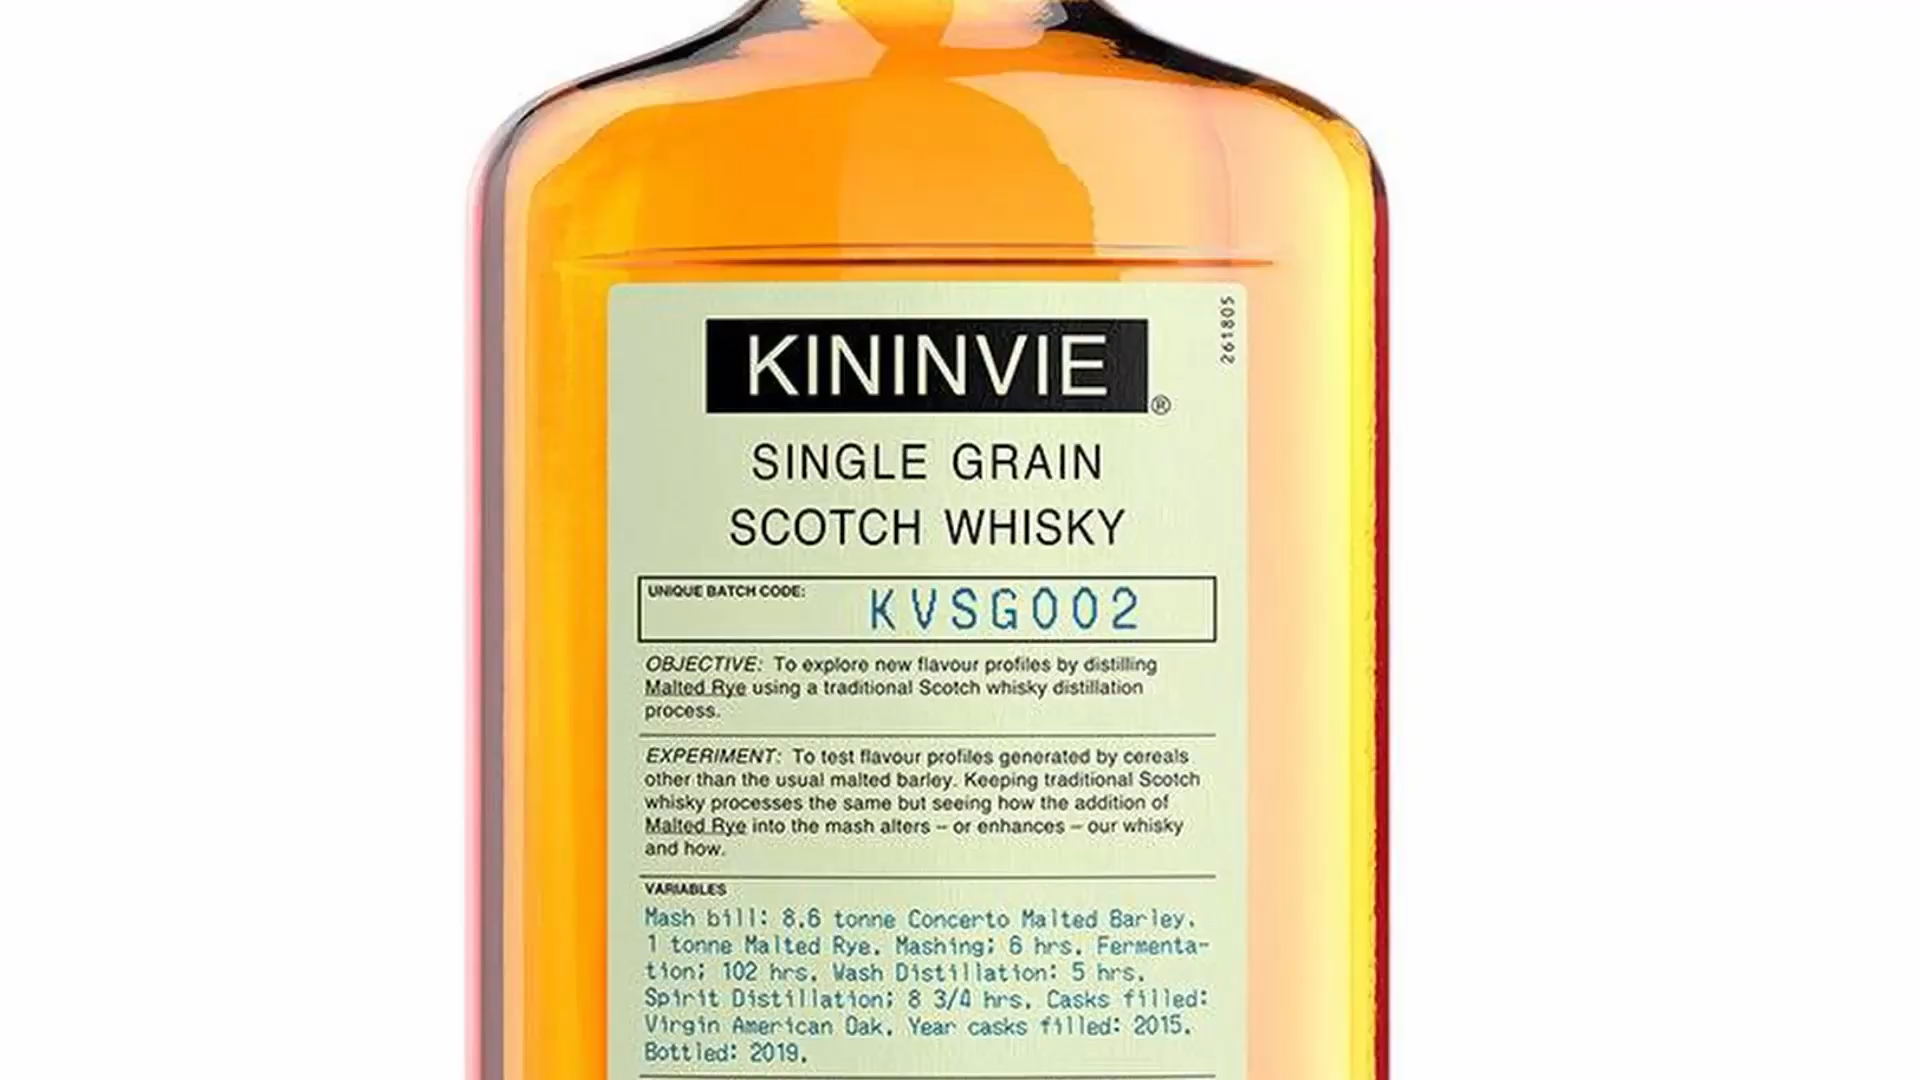 261805
KININVIE
®
SINGLE GRAIN
SCOTCH WHISKY
UNIQUE BATCH CODE: KVSG002
OBJECTIVE: To explore new flavour profiles by distilling
Malted Rye using a traditional Scotch whisky distillation
process.
EXPERIMENT: To test flavour profiles generated by cereals
other than the usual malted barley. Keeping traditional Scotch
whisky processes the same but seeing how the addition of
Malted Rye into the mash alters – or enhances – our whisky
and how.
VARIABLES
Mash bill: 8.6 tonne Concerto Malted Barley.
1 tonne Malted Rye. Mashing; 6 hrs. Fermenta-
tion; 102 hrs. Wash Distillation: 5 hrs.
Spirit Distillation; 8 3/4 hrs. Casks filled:
Virgin American Oak. Year casks filled: 2015.
Bottled: 2019.